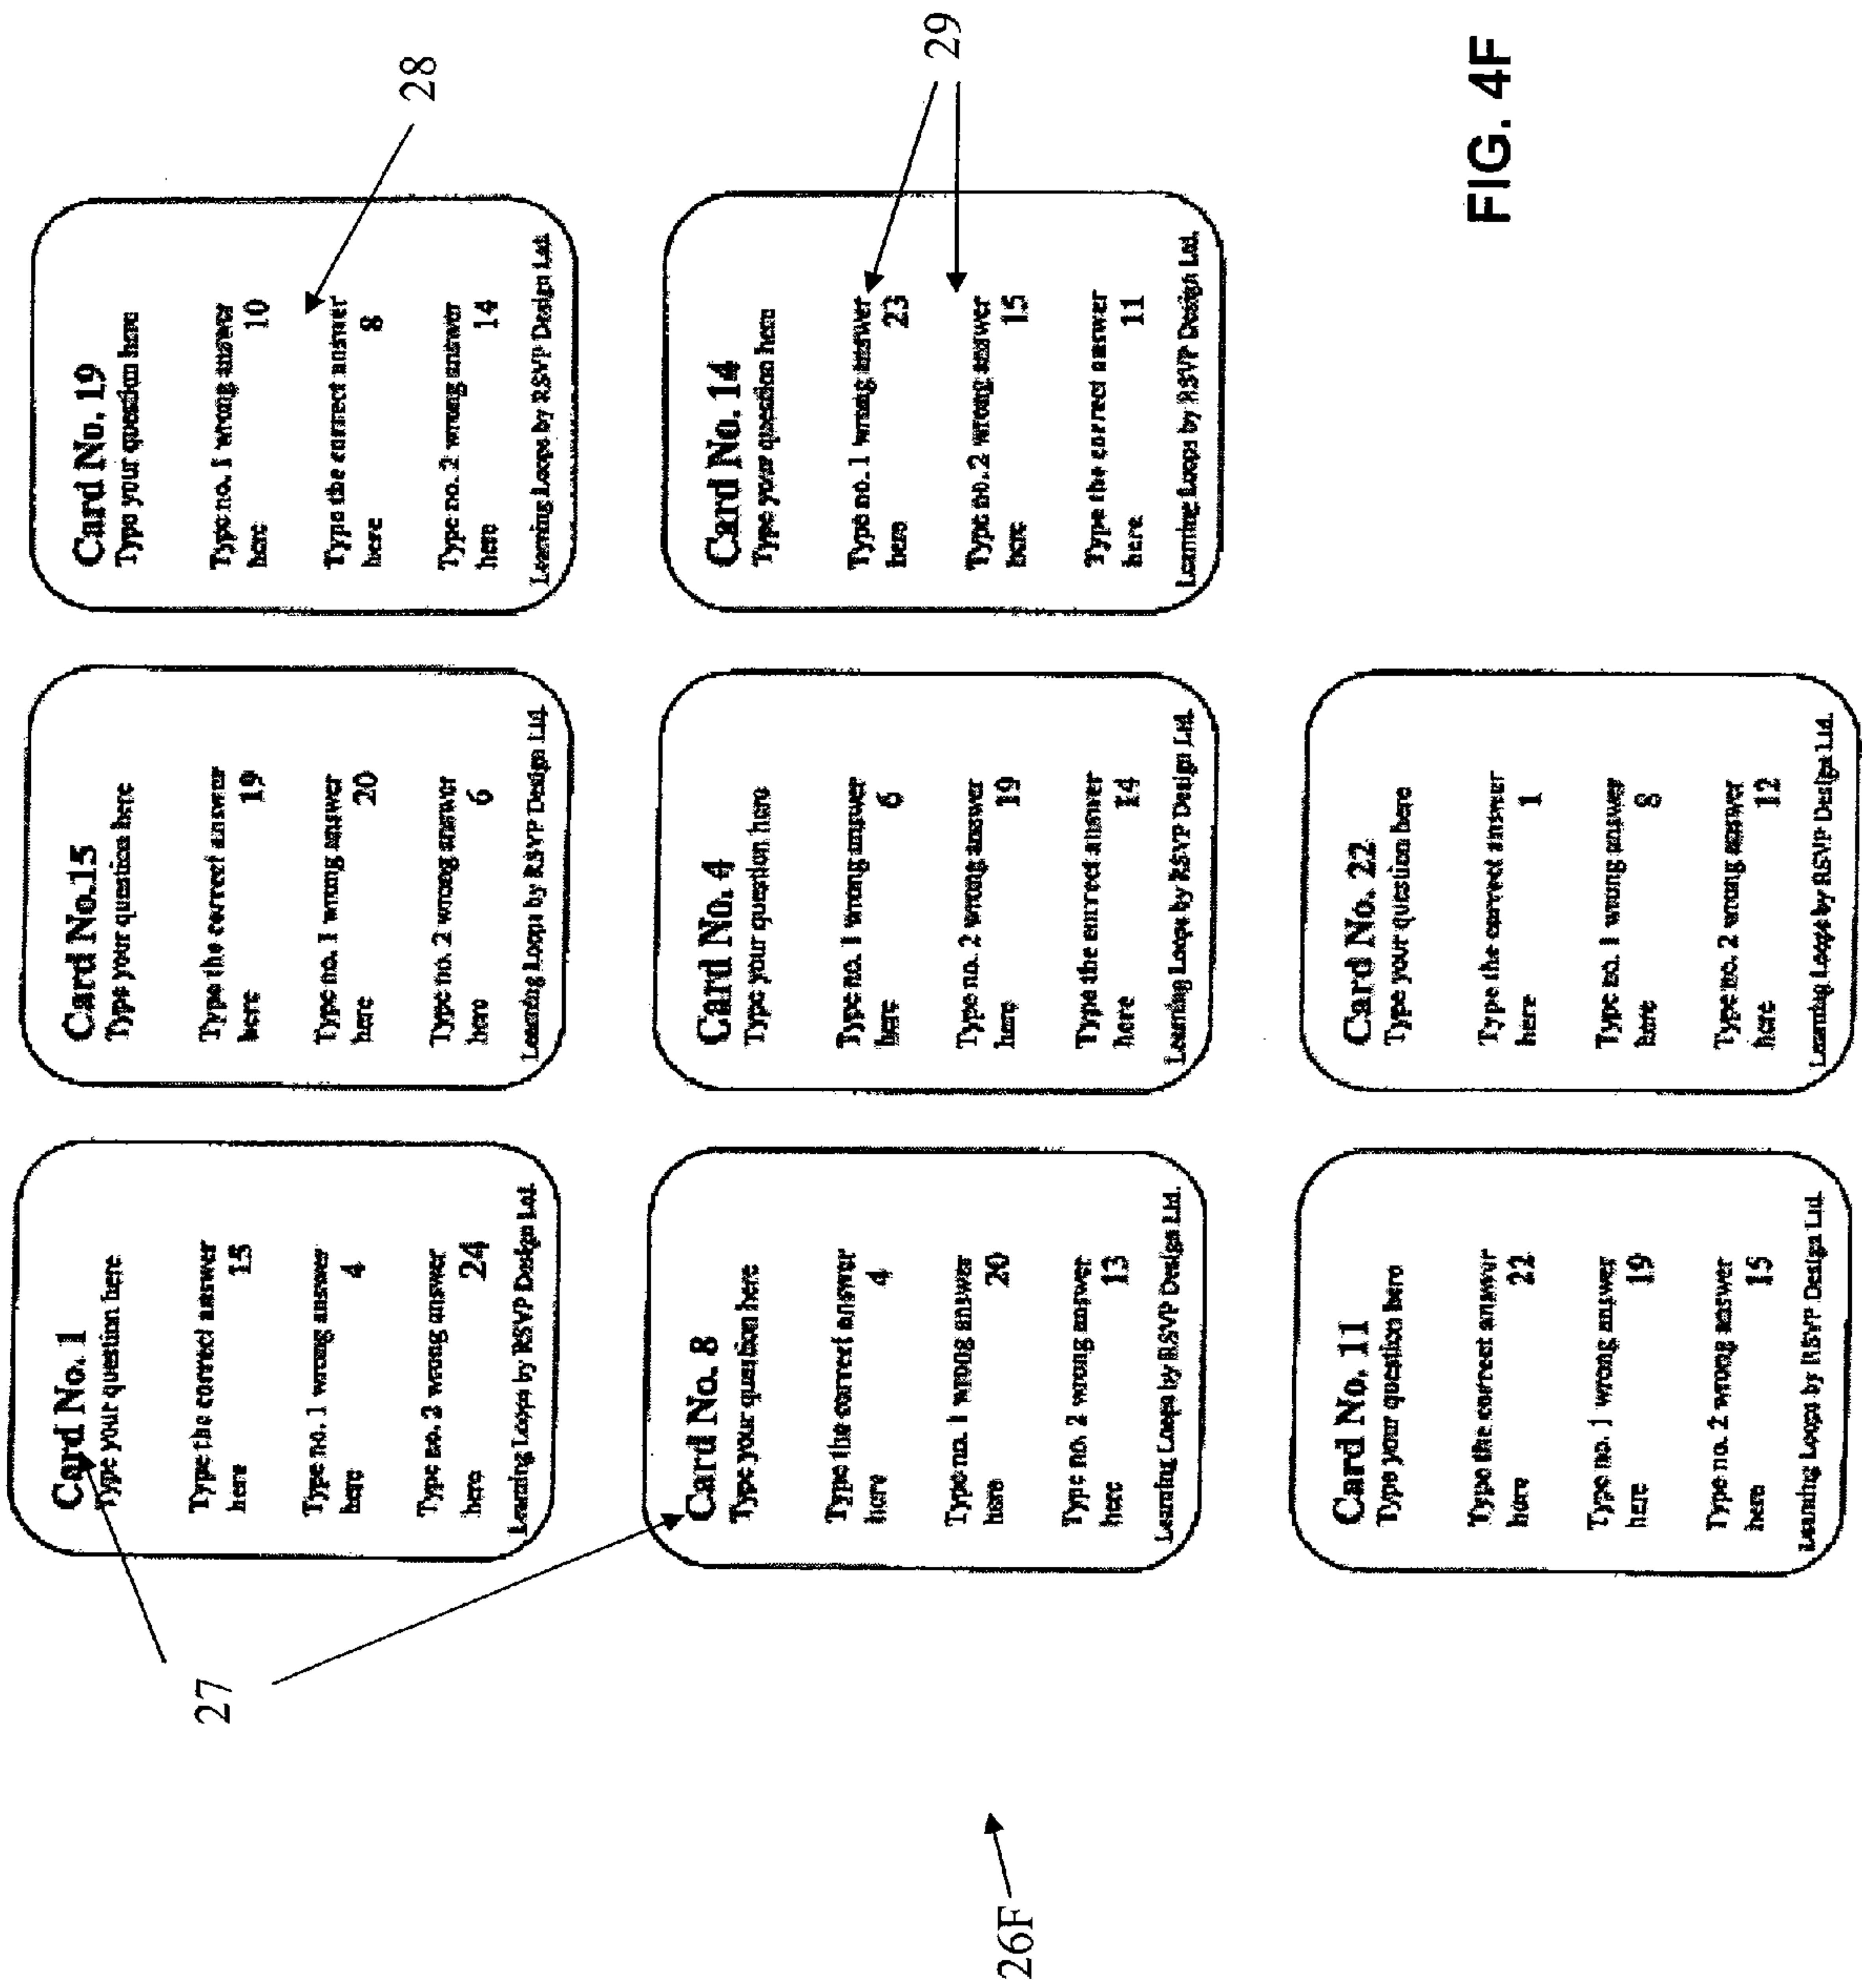 Card No. 1
Type your question here
Type the correct answer
here 15
Type no. 1 wrong answer
here 4
Type no. 2 wrong answer
here 24
Learning Loops by RSVP Design Ltd.
Card No.15
Type your question here
Type the correct answer
here 19
Type no. 1 wrong answer
here 20
Type no. 2 wrong answer
here 6
Learning Loops by RSVP Design Ltd.
Card No. 19
Type your question here
Type no. 1 wrong answer
here 10
Type the correct answer
here 8
Type no. 2 wrong answer
here 14
Learning Loops by RSVP Design Ltd.
28
27
Card No. 8
Type your question here
Type the correct answer
here 4
Type no. 1 wrong answer
here 20
Type no. 2 wrong answer
here 13
Learning Loops by RSVP Design Ltd.
Card No. 4
Type your question here
Type no. 1 wrong answer
here 6
Type no. 2 wrong answer
here 19
Type the correct answer
here 14
Learning Loops by RSVP Design Ltd.
Card No. 14
Type your question here
Type no. 1 wrong answer
here 23
Type no. 2 wrong answer
here 15
Type the correct answer
here 11
Learning Loops by RSVP Design Ltd.
29
26F
Card No. 11
Type your question here
Type the correct answer
here 22
Type no. 1 wrong answer
here 19
Type no. 2 wrong answer
here 15
Learning Loops by RSVP Design Ltd.
Card No. 22
Type your question here
Type the correct answer
here 1
Type no. 1 wrong answer
here 8
Type no. 2 wrong answer
here 12
Learning Loops by RSVP Design Ltd.
FIG. 4F